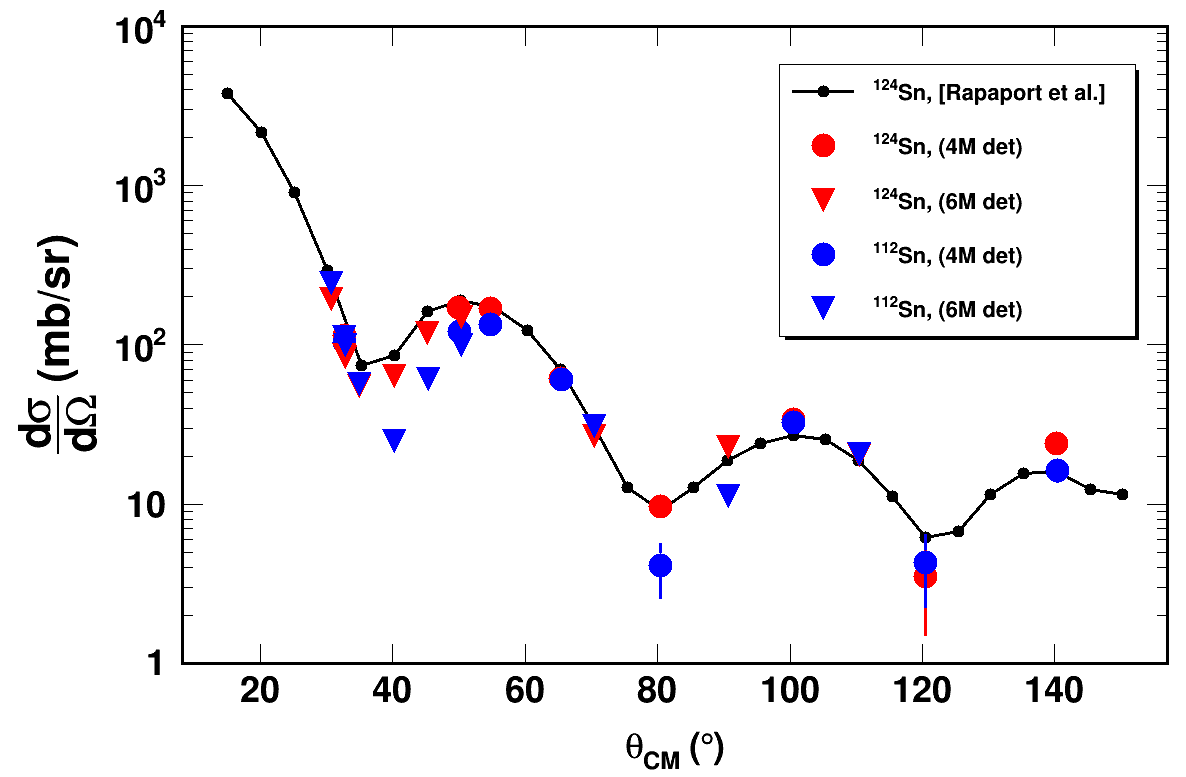 10⁴
10³
10²
10
1
dσ
dΩ (mb/sr)
¹²⁴Sn, [Rapaport et al.]
¹²⁴Sn, (4M det)
¹²⁴Sn, (6M det)
¹¹²Sn, (4M det)
¹¹²Sn, (6M det)
20 40 60 80 100 120 140
θCM (°)